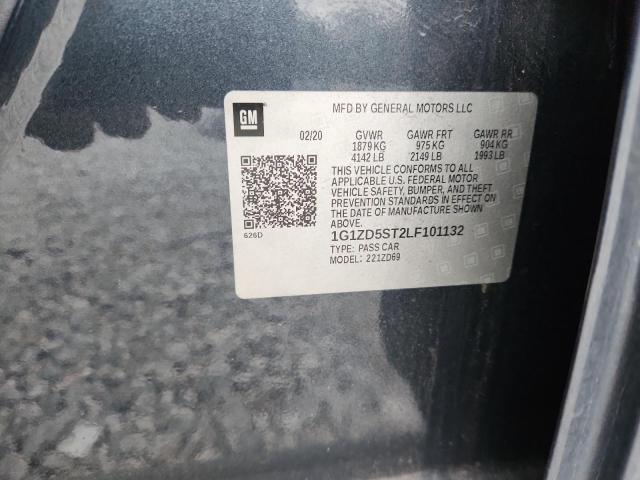 GM
MFD BY GENERAL MOTORS LLC
02/20 GVWR GAWR FRT GAWR RR
1879 KG 975 KG 904 KG
4142 LB 2149 LB 1993 LB
THIS VEHICLE CONFORMS TO ALL
APPLICABLE U.S. FEDERAL MOTOR
VEHICLE SAFETY, BUMPER, AND THEFT
PREVENTION STANDARDS IN EFFECT ON
THE DATE OF MANUFACTURE SHOWN
ABOVE.
626D
1G1ZD5ST2LF101132
TYPE: PASS CAR
MODEL: 221ZD69